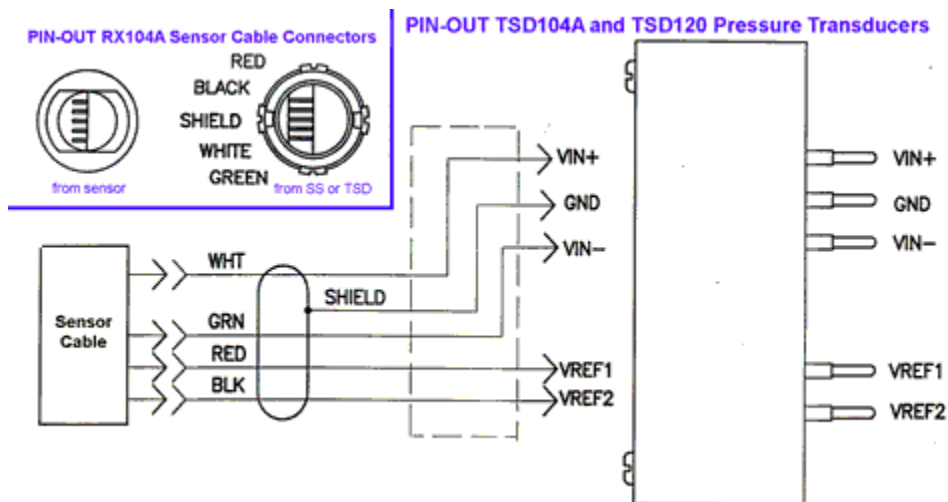 PIN-OUT RX104A Sensor Cable Connectors
RED
BLACK
SHIELD
WHITE
GREEN
from sensor
from SS or TSD
PIN-OUT TSD104A and TSD120 Pressure Transducers
VIN+
GND
VIN-
VREF1
VREF2
VIN+
GND
VIN-
VREF1
VREF2
Sensor
Cable
WHT
SHIELD
GRN
RED
BLK